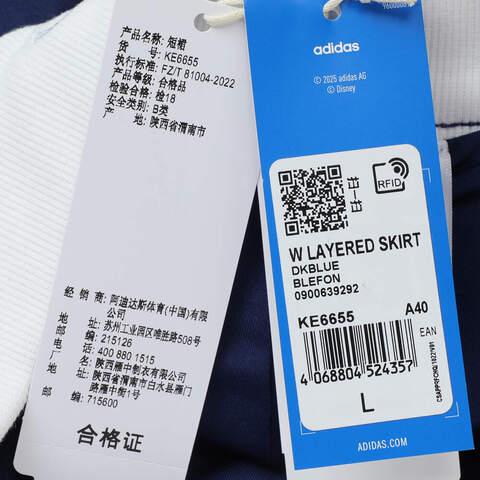 产品名称: 短裙
货 号: KE6655
执行标准: FZ/T 81004-2022
产品等级: 合格品
检验合格: 检18
安全类别: B类
产 地: 陕西省渭南市
经 销 商: 阿迪达斯体育(中国)有限
公司
地 址: 苏州工业园区旺墩路508号
邮 编: 215126
电 话: 400 880 1515
制 造 商: 陕西雁中制衣有限公司
地 址: 陕西省渭南市白水县雁门
路雁中街1号
邮 编: 715600
合格证
adidas
© 2025 adidas AG
© Disney
RFID
W LAYERED SKIRT
DKBLUE
BLEFON
0900639292
KE6655 A40
EAN
4 068804 524357
L
ADIDAS.COM